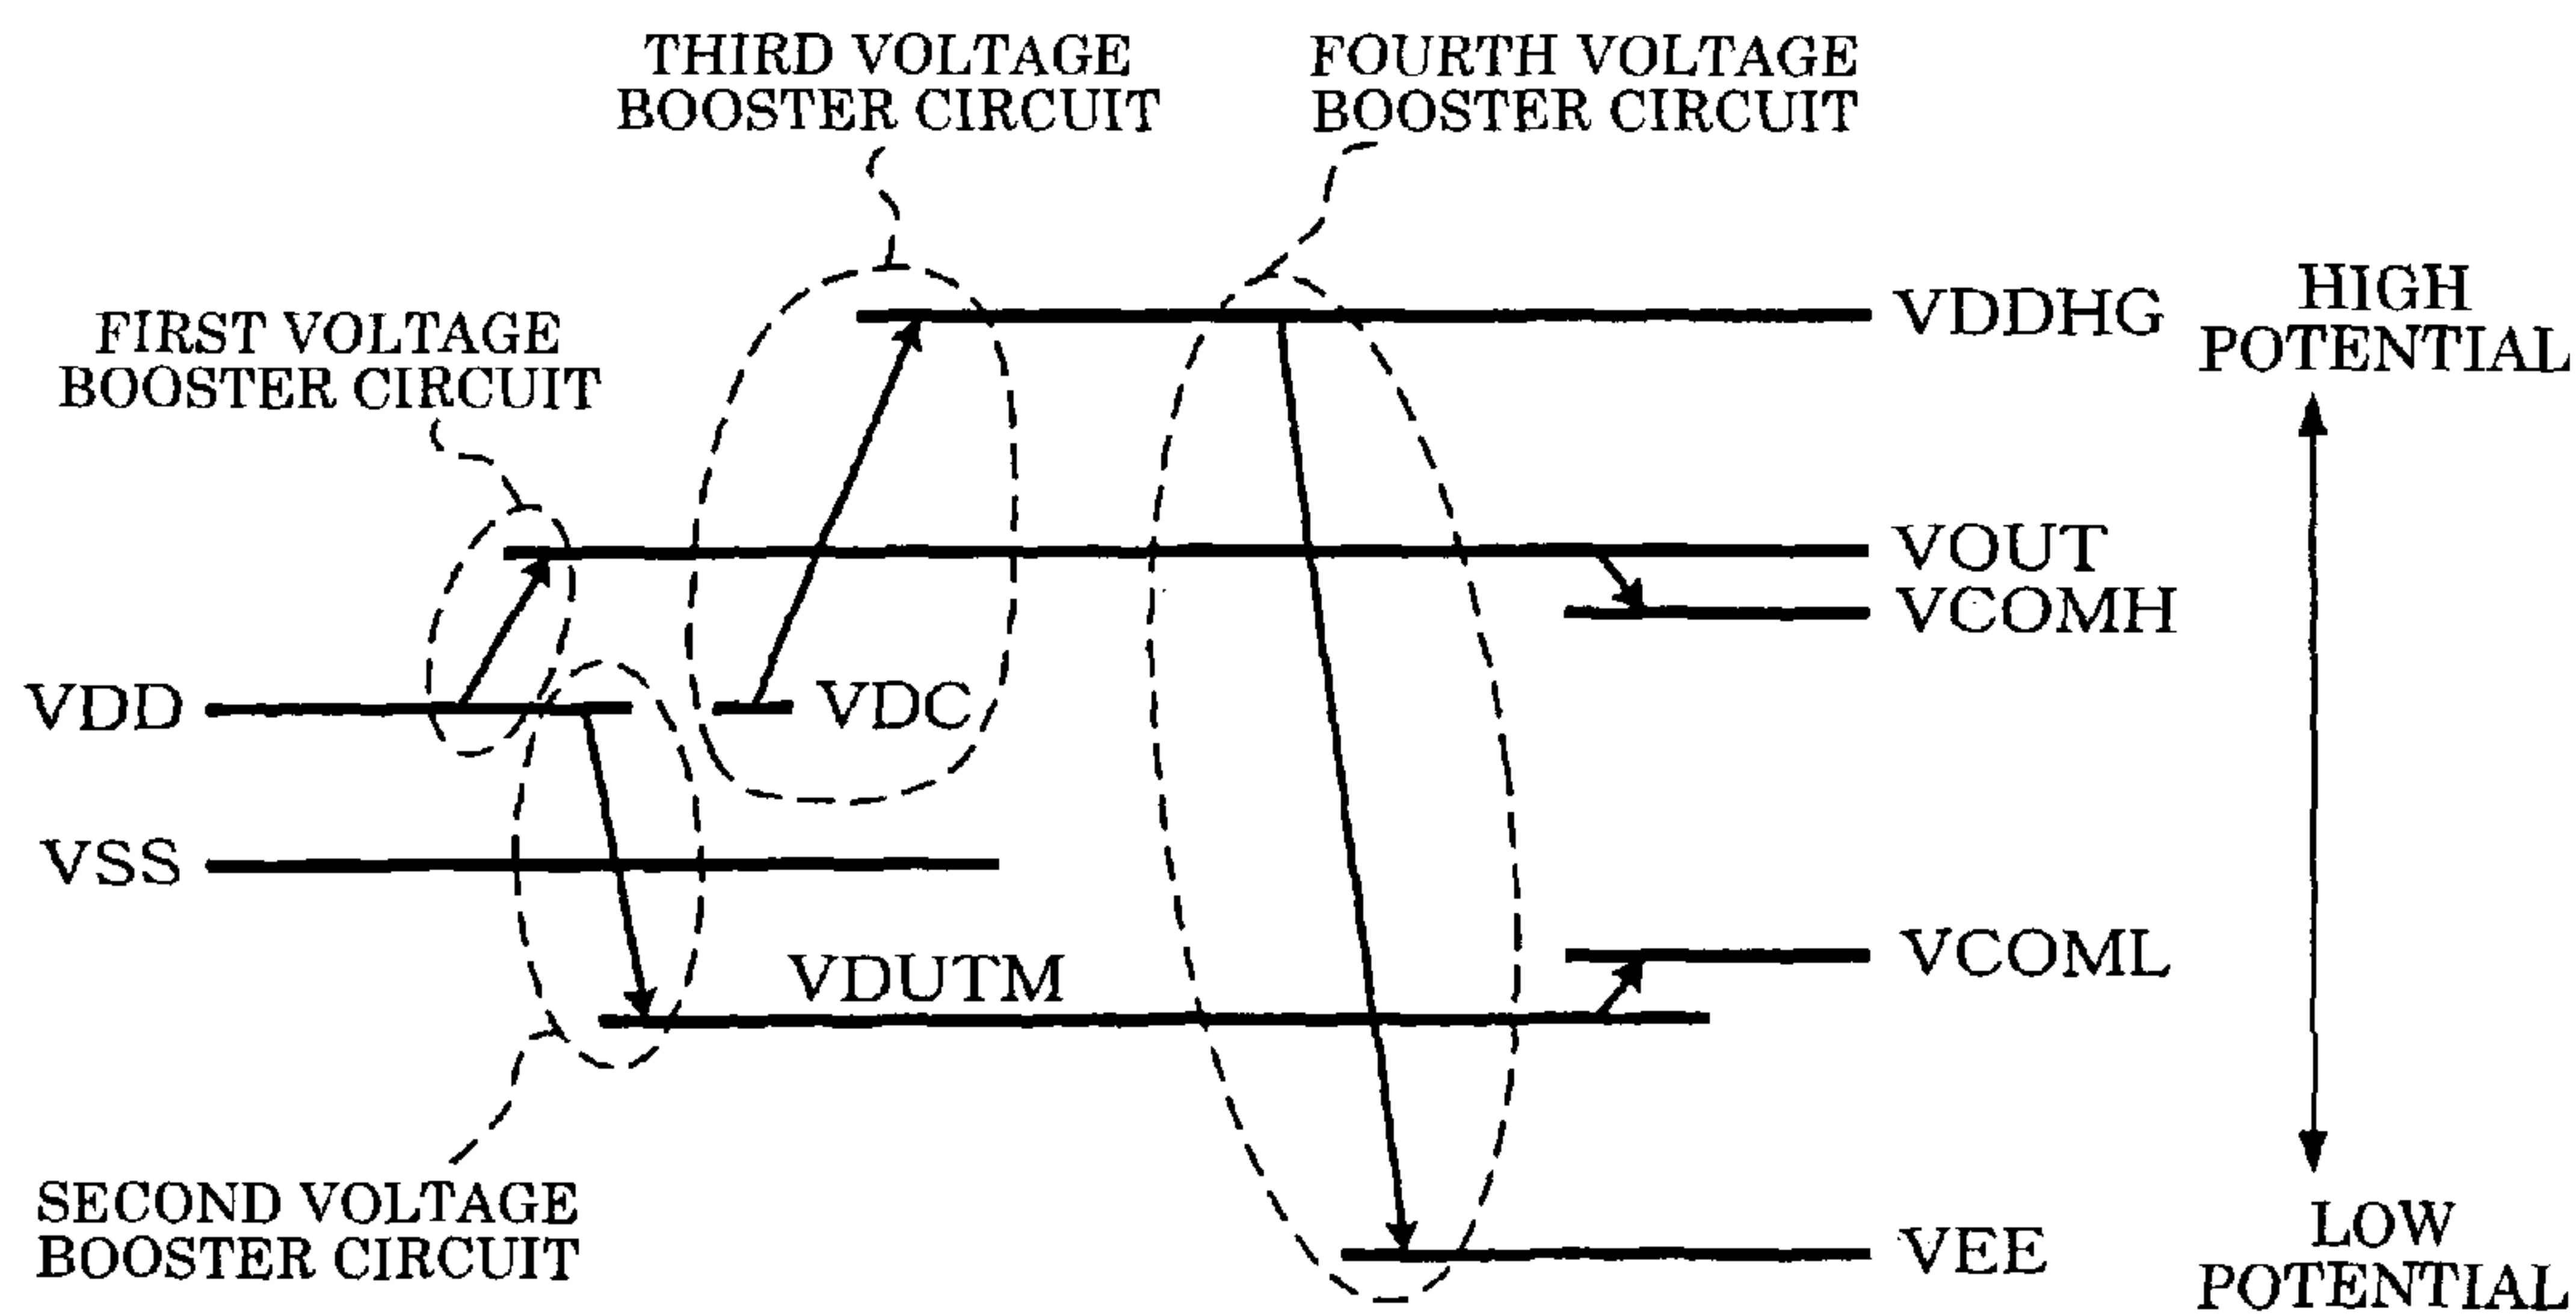 THIRD VOLTAGE
BOOSTER CIRCUIT
FOURTH VOLTAGE
BOOSTER CIRCUIT
FIRST VOLTAGE
BOOSTER CIRCUIT
VDDHG
HIGH
POTENTIAL
VOUT
VCOMH
VDD
VDC
VSS
VCOML
VDUTM
SECOND VOLTAGE
BOOSTER CIRCUIT
VEE
LOW
POTENTIAL